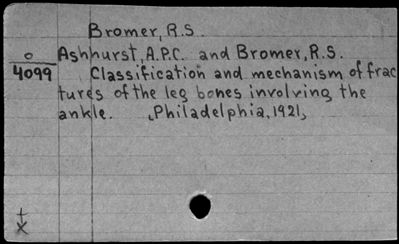 Bromer, R.S.
o Ashhurst, A.P.C. and Bromer, R.S.
4099 Classification and mechanism of frac
tures of the leg bones involving the
ankle. [Philadelphia, 1921]